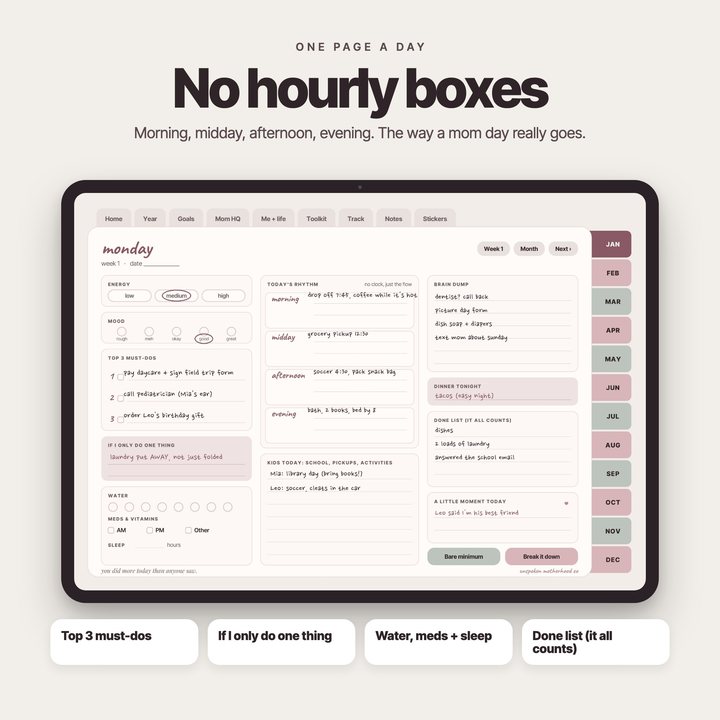 ONE PAGE A DAY
No hourly boxes
Morning, midday, afternoon, evening. The way a mom day really goes.
Home Year Goals Mom HQ Me + life Toolkit Track Notes Stickers
monday
week 1 · date
Week 1 Month Next ›
ENERGY
low medium high
MOOD
rough meh okay good great
TOP 3 MUST-DOS
1 pay daycare + sign field trip form
2 call pediatrician (Mia's ear)
3 order Leo's birthday gift
IF I ONLY DO ONE THING
laundry put AWAY, not just folded
WATER
MEDS & VITAMINS
AM PM Other
SLEEP hours
you did more today than anyone saw.
TODAY'S RHYTHM no clock, just the flow
morning drop off 7:45, coffee while it's hot
midday grocery pickup 12:30
afternoon soccer 4:30, pack snack bag
evening bath, 2 books, bed by 8
KIDS TODAY: SCHOOL, PICKUPS, ACTIVITIES
Mia: library day (bring books!)
Leo: soccer, cleats in the car
BRAIN DUMP
dentist? call back
picture day form
dish soap + diapers
text mom about sunday
DINNER TONIGHT
tacos (easy night)
DONE LIST (IT ALL COUNTS)
dishes
2 loads of laundry
answered the school email
A LITTLE MOMENT TODAY
Leo said i'm his best friend
Bare minimum Break it down
unspoken motherhood co
JAN
FEB
MAR
APR
MAY
JUN
JUL
AUG
SEP
OCT
NOV
DEC
Top 3 must-dos
If I only do one thing
Water, meds + sleep
Done list (it all
counts)